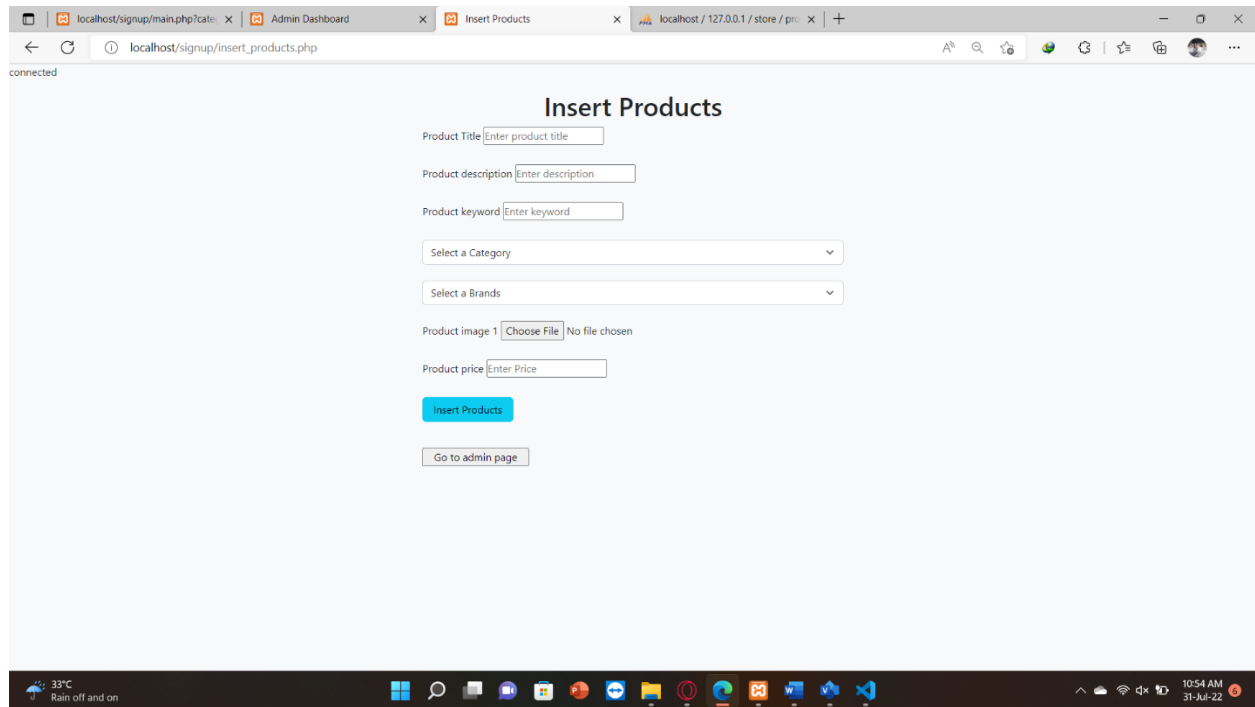 localhost/signup/main.php?cate
Admin Dashboard
Insert Products
localhost / 127.0.0.1 / store / pro
localhost/signup/insert_products.php
connected
Insert Products
Product Title Enter product title
Product description Enter description
Product keyword Enter keyword
Select a Category
Select a Brands
Product image 1 Choose File No file chosen
Product price Enter Price
Insert Products
Go to admin page
33°C
Rain off and on
10:54 AM
31-Jul-22
6